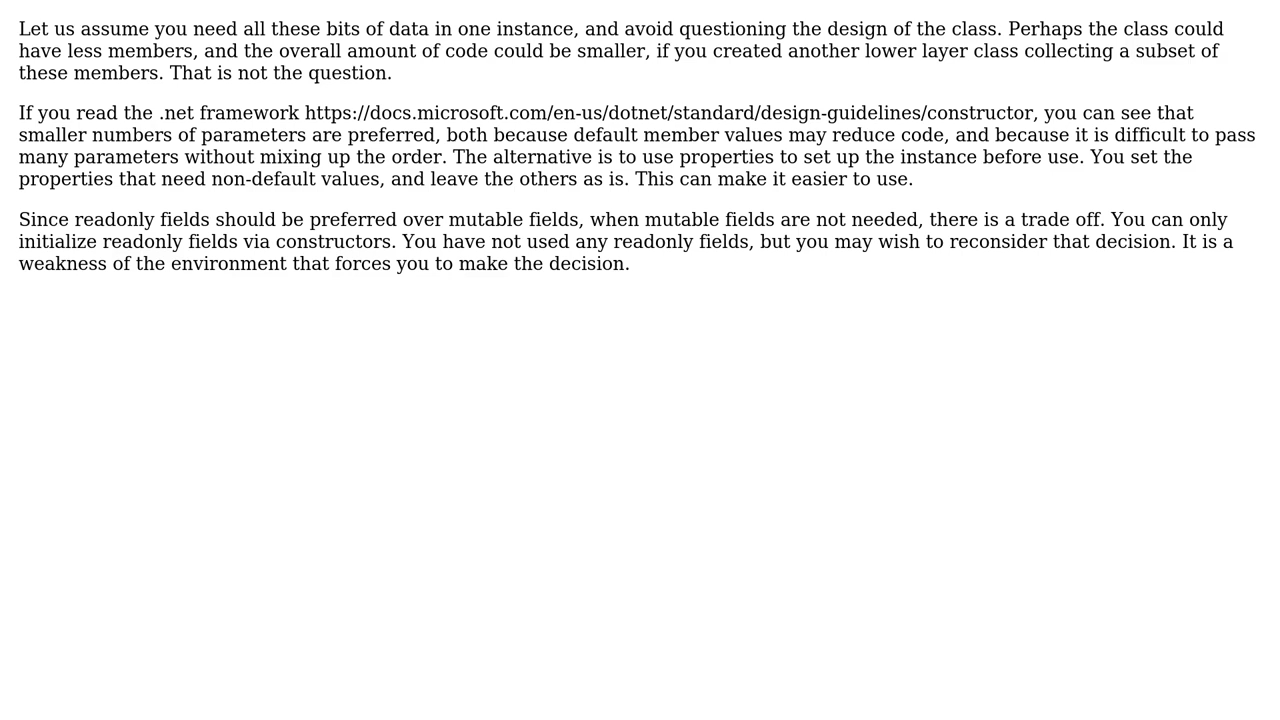 Let us assume you need all these bits of data in one instance, and avoid questioning the design of the class. Perhaps the class could
have less members, and the overall amount of code could be smaller, if you created another lower layer class collecting a subset of
these members. That is not the question.
If you read the .net framework https://docs.microsoft.com/en-us/dotnet/standard/design-guidelines/constructor, you can see that
smaller numbers of parameters are preferred, both because default member values may reduce code, and because it is difficult to pass
many parameters without mixing up the order. The alternative is to use properties to set up the instance before use. You set the
properties that need non-default values, and leave the others as is. This can make it easier to use.
Since readonly fields should be preferred over mutable fields, when mutable fields are not needed, there is a trade off. You can only
initialize readonly fields via constructors. You have not used any readonly fields, but you may wish to reconsider that decision. It is a
weakness of the environment that forces you to make the decision.